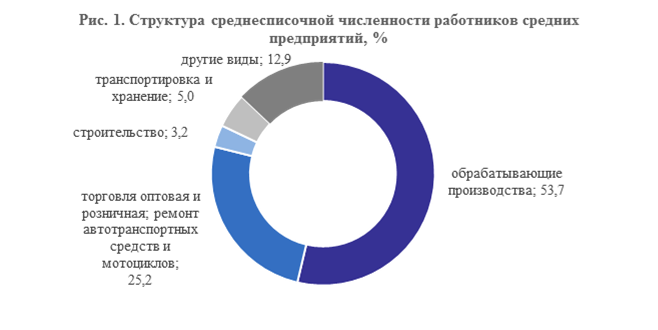 Рис. 1. Структура среднесписочной численности работников средних
предприятий, %
другие виды; 12,9
транспортировка и
хранение; 5,0
строительство; 3,2
торговля оптовая и
розничная; ремонт
автотранспортных
средств и
мотоциклов;
25,2
обрабатывающие
производства; 53,7